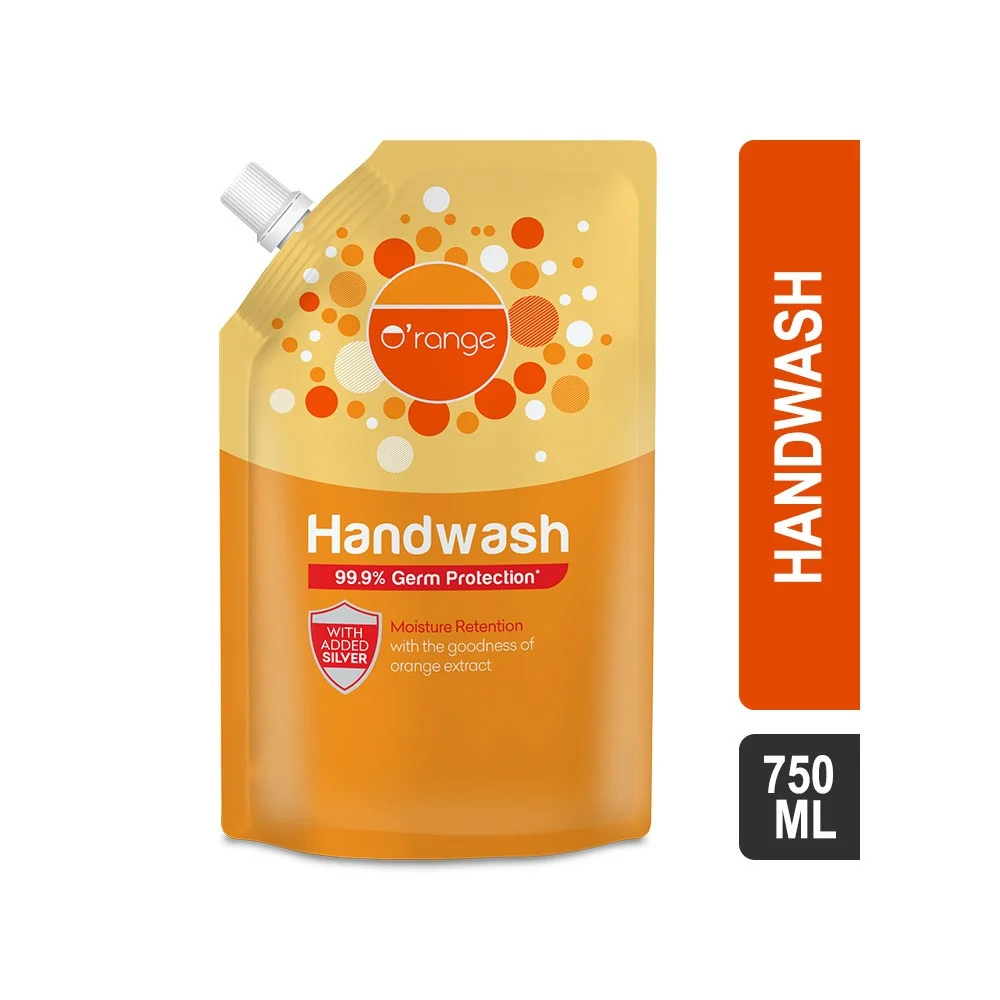 O'range
Handwash
99.9% Germ Protection*
WITH
ADDED
SILVER
Moisture Retention
with the goodness of
orange extract
HANDWASH
750
ML